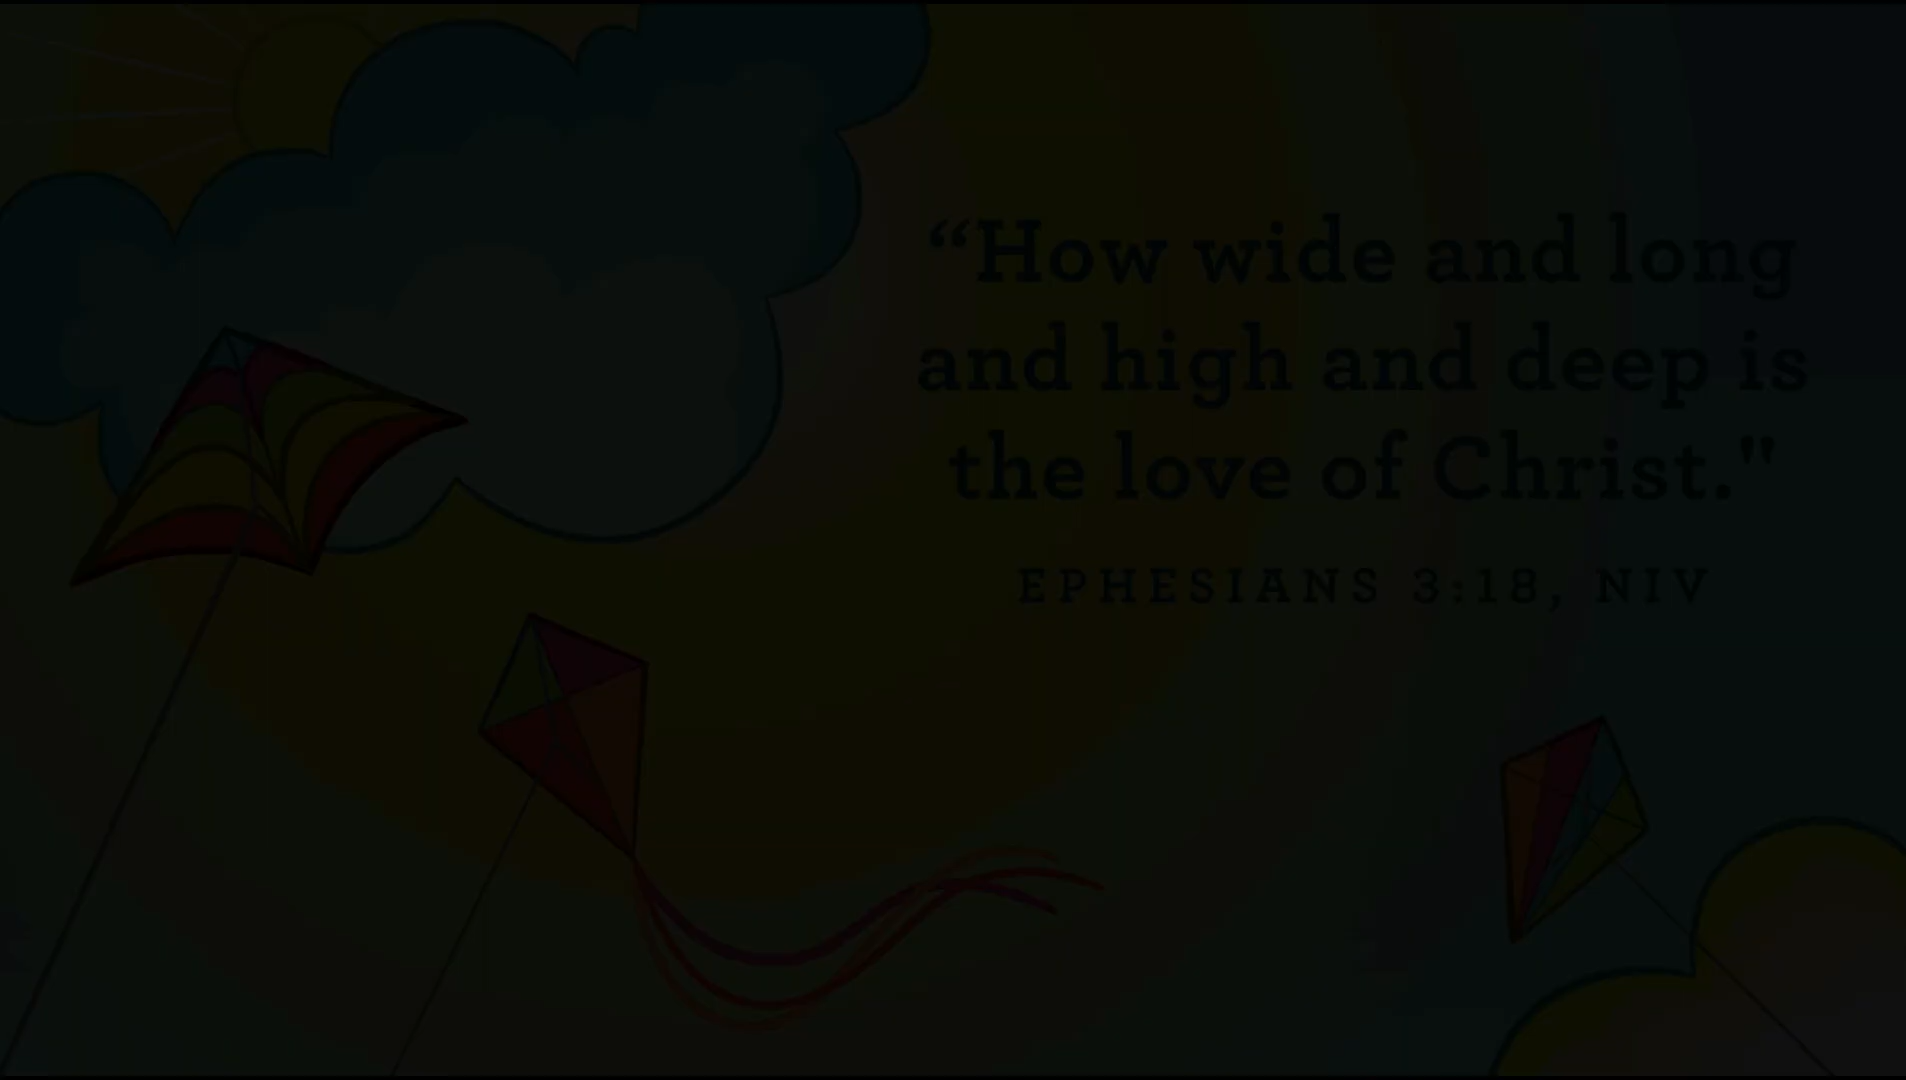 “How wide and long
and high and deep is
the love of Christ."
EPHESIANS 3:18, NIV